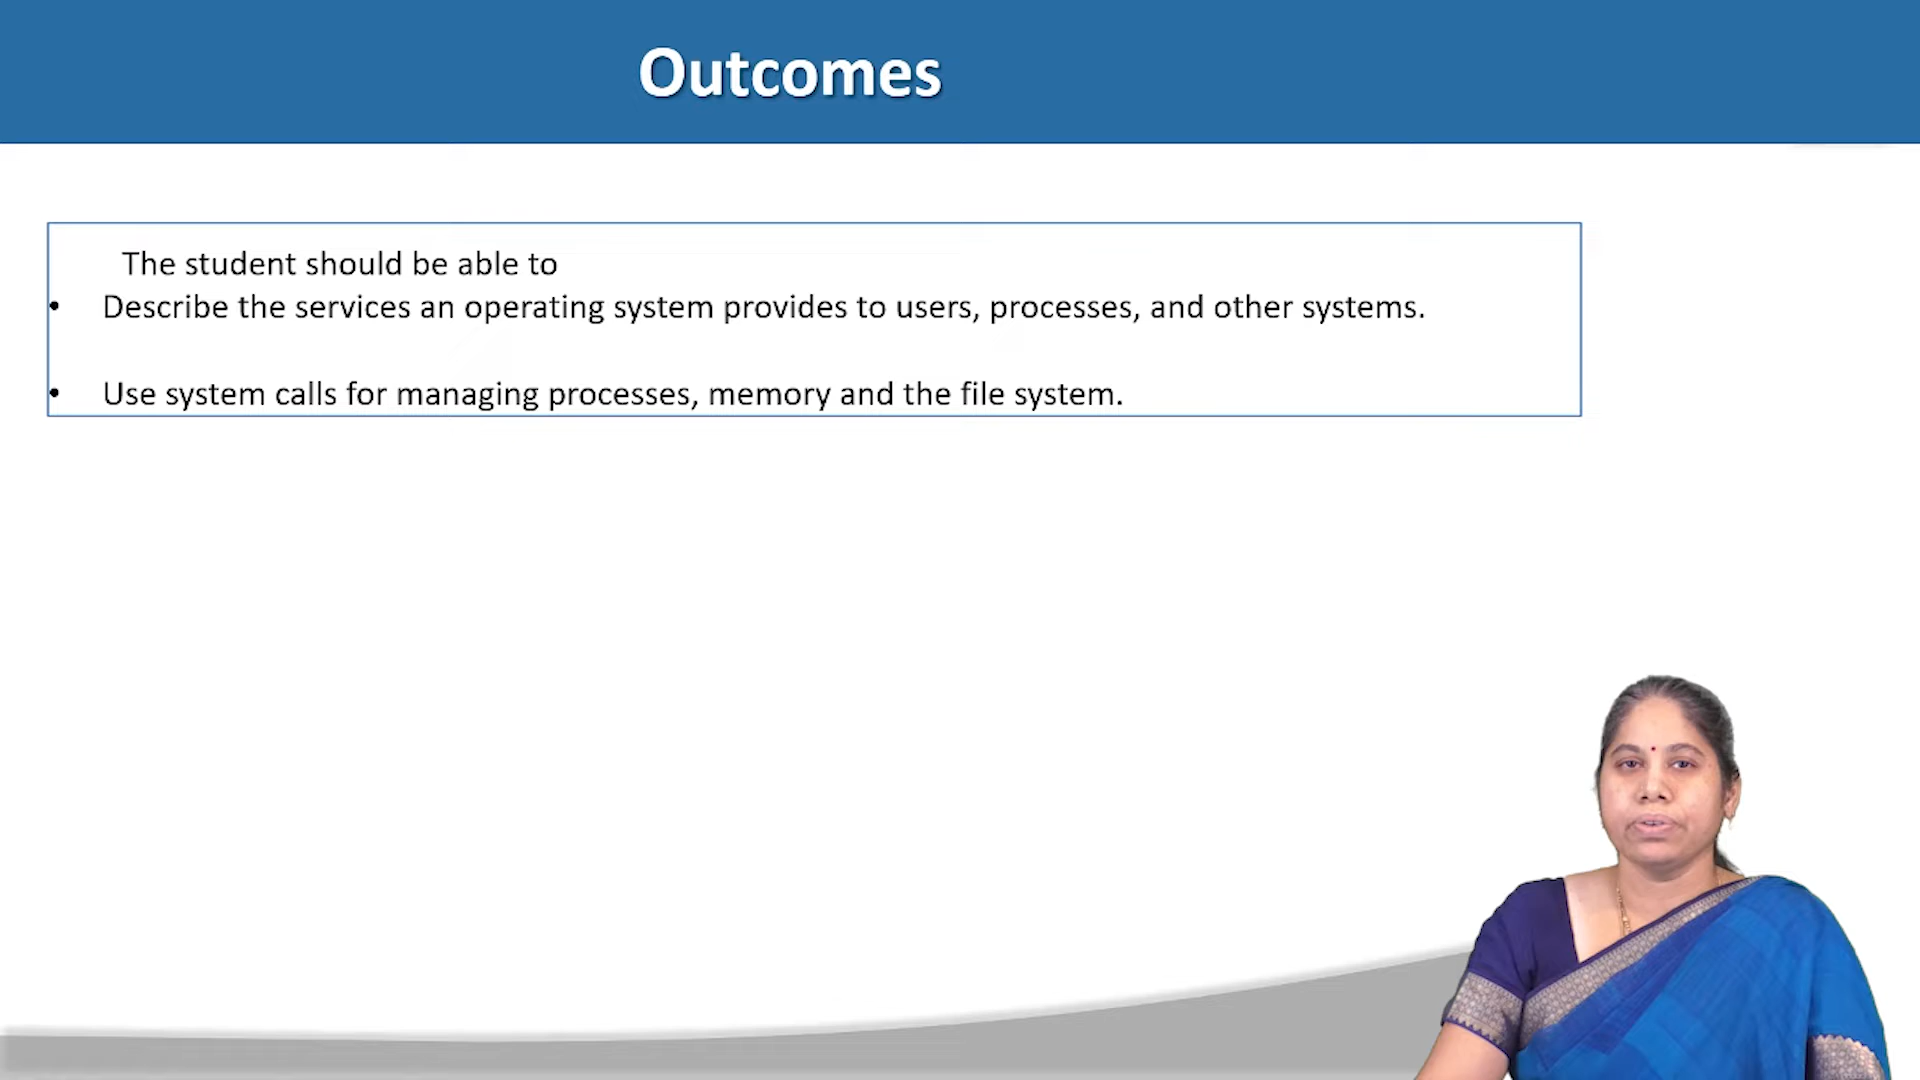 Outcomes
The student should be able to
• Describe the services an operating system provides to users, processes, and other systems.
• Use system calls for managing processes, memory and the file system.